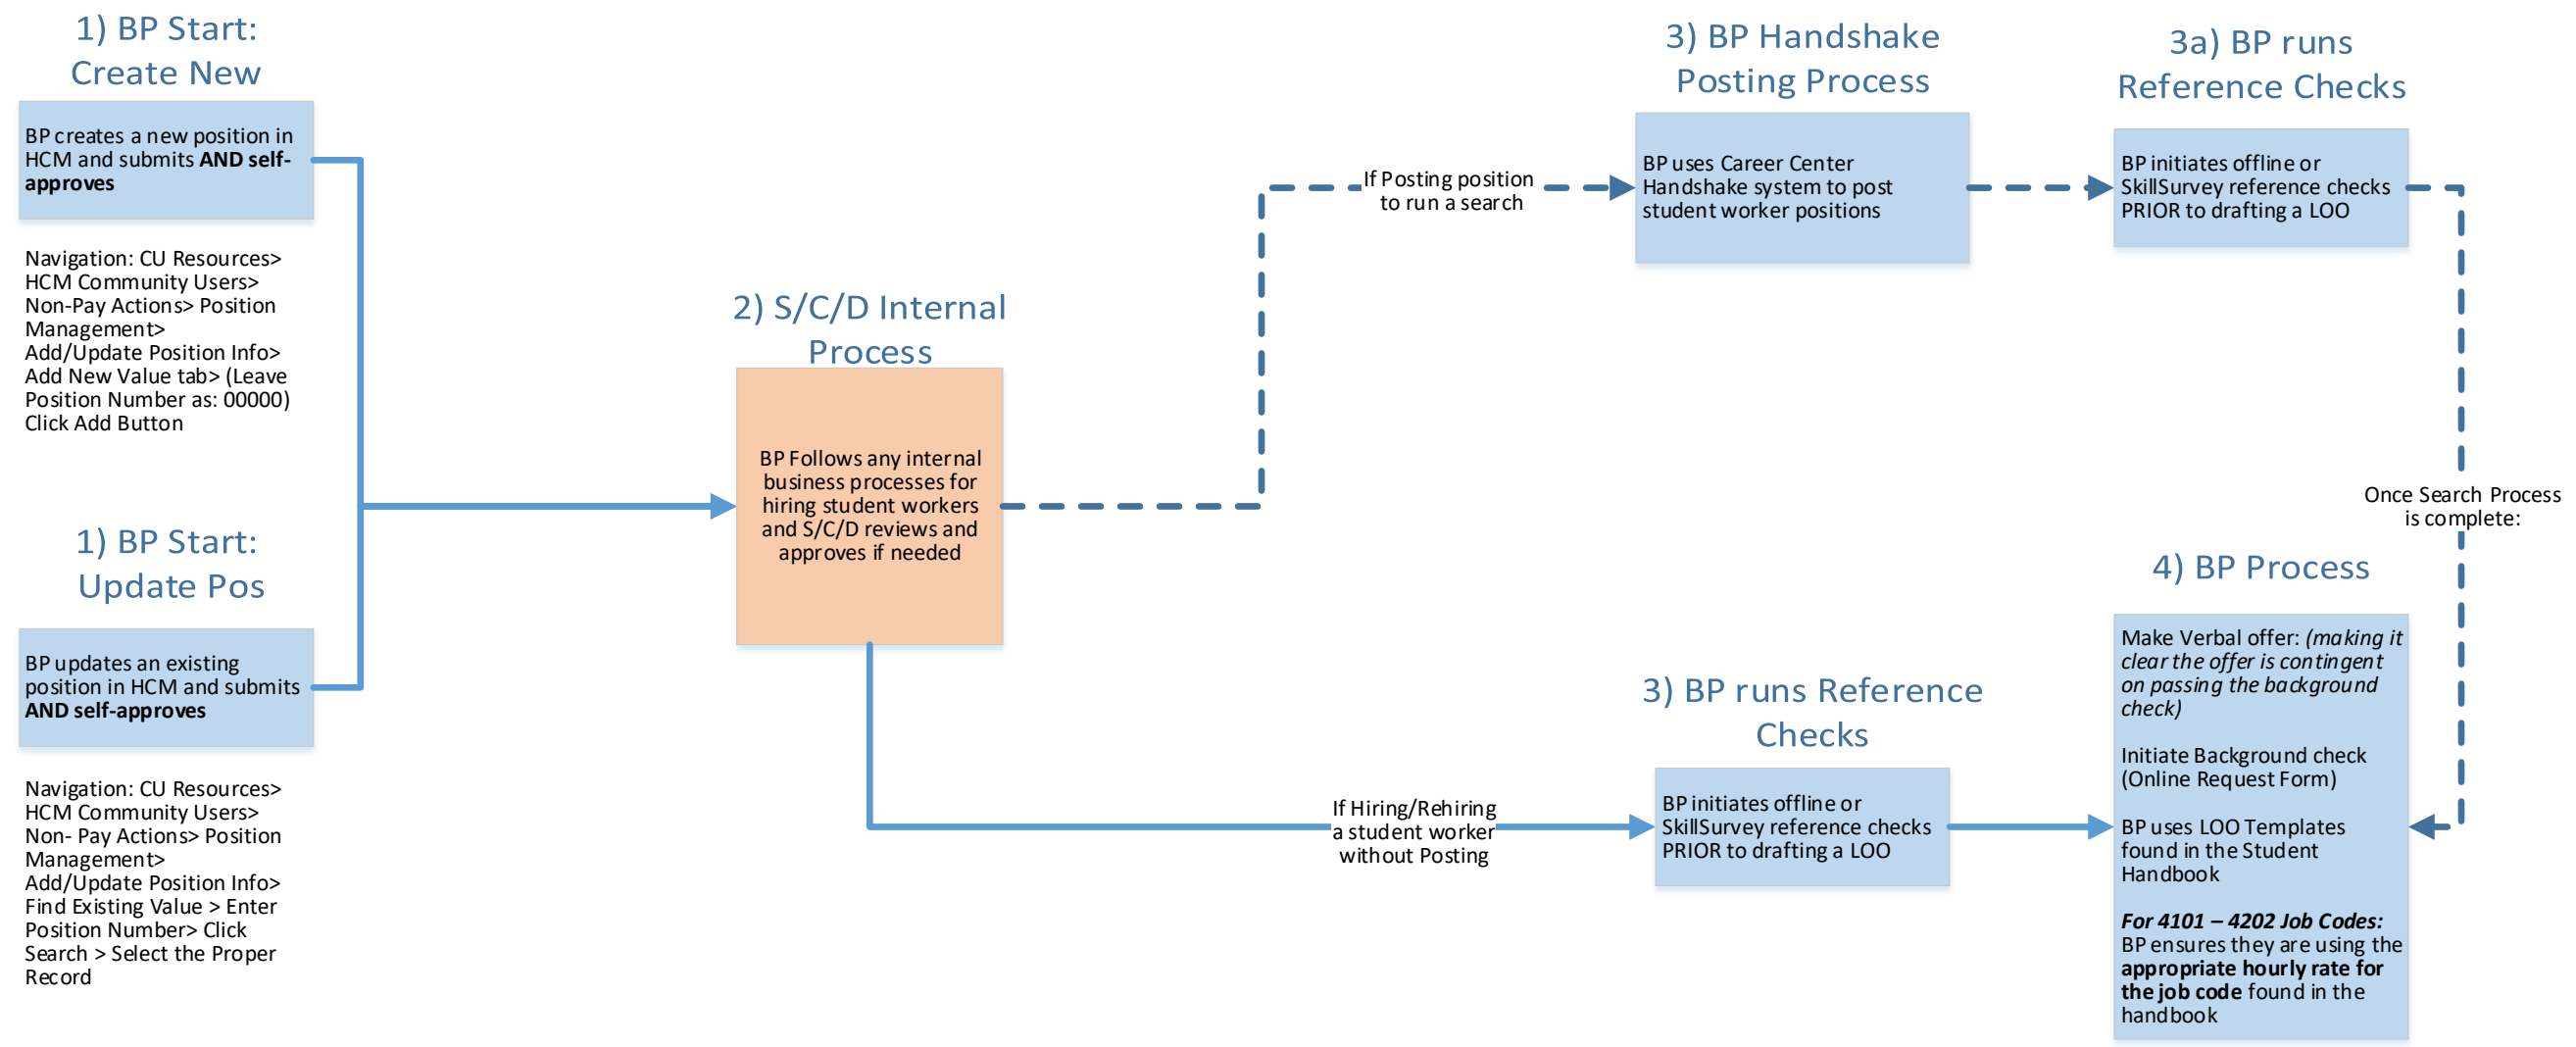 1) BP Start:
Create New
BP creates a new position in
HCM and submits AND self-
approves
Navigation: CU Resources>
HCM Community Users>
Non-Pay Actions> Position
Management>
Add/Update Position Info>
Add New Value tab> (Leave
Position Number as: 00000)
Click Add Button
1) BP Start:
Update Pos
BP updates an existing
position in HCM and submits
AND self-approves
Navigation: CU Resources>
HCM Community Users>
Non- Pay Actions> Position
Management>
Add/Update Position Info>
Find Existing Value > Enter
Position Number> Click
Search > Select the Proper
Record
2) S/C/D Internal
Process
BP Follows any internal
business processes for
hiring student workers
and S/C/D reviews and
approves if needed
If Posting position
to run a search
3) BP Handshake
Posting Process
BP uses Career Center
Handshake system to post
student worker positions
3a) BP runs
Reference Checks
BP initiates offline or
SkillSurvey reference checks
PRIOR to drafting a LOO
Once Search Process
is complete:
If Hiring/Rehiring
a student worker
without Posting
3) BP runs Reference
Checks
BP initiates offline or
SkillSurvey reference checks
PRIOR to drafting a LOO
4) BP Process
Make Verbal offer: (making it
clear the offer is contingent
on passing the background
check)
Initiate Background check
(Online Request Form)
BP uses LOO Templates
found in the Student
Handbook
For 4101 – 4202 Job Codes:
BP ensures they are using the
appropriate hourly rate for
the job code found in the
handbook